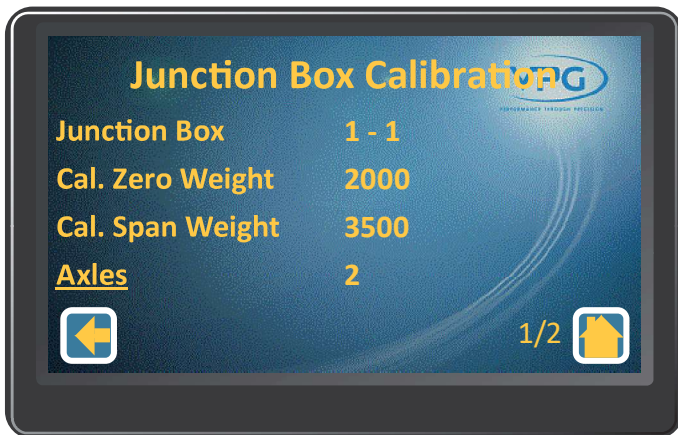 Junction Box Calibration
VPG
PERFORMANCE THROUGH PRECISION
Junction Box 1 - 1
Cal. Zero Weight 2000
Cal. Span Weight 3500
Axles 2
1/2